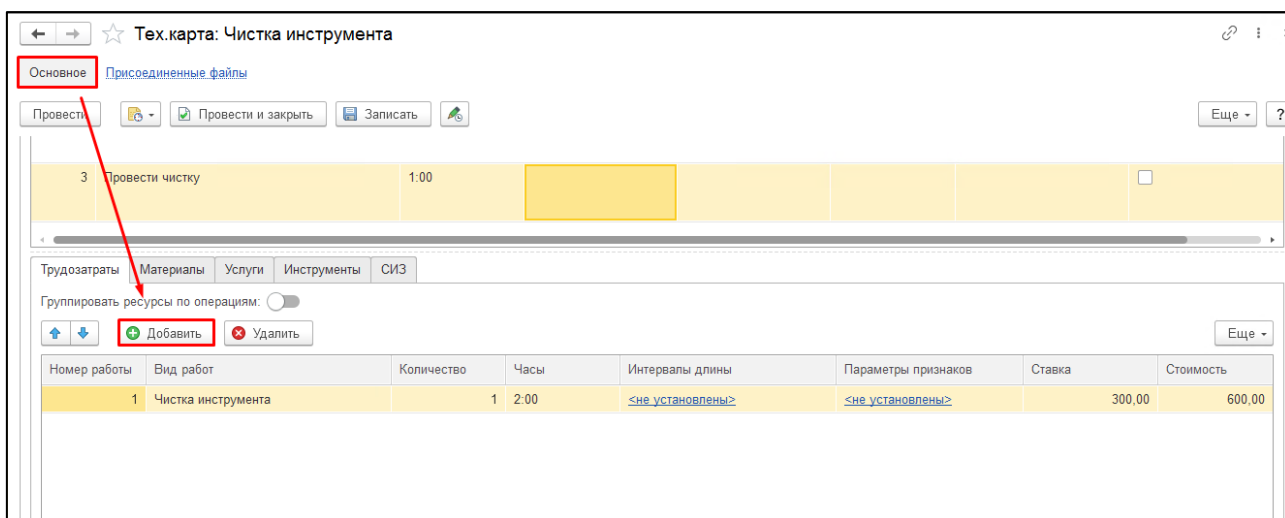 Тех.карта: Чистка инструмента
Основное Присоединенные файлы
Провести Провести и закрыть Записать Еще ?
3 Провести чистку 1:00
Трудозатраты Материалы Услуги Инструменты СИЗ
Группировать ресурсы по операциям:
Добавить Удалить Еще
Номер работы Вид работ Количество Часы Интервалы длины Параметры признаков Ставка Стоимость
1 Чистка инструмента 1 2:00 <не установлены> <не установлены> 300,00 600,00